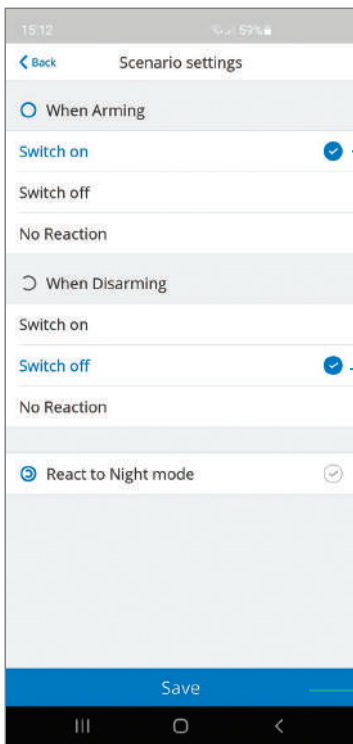 15:12 59%
Back Scenario settings
When Arming
Switch on
Switch off
No Reaction
When Disarming
Switch on
Switch off
No Reaction
React to Night mode
Save